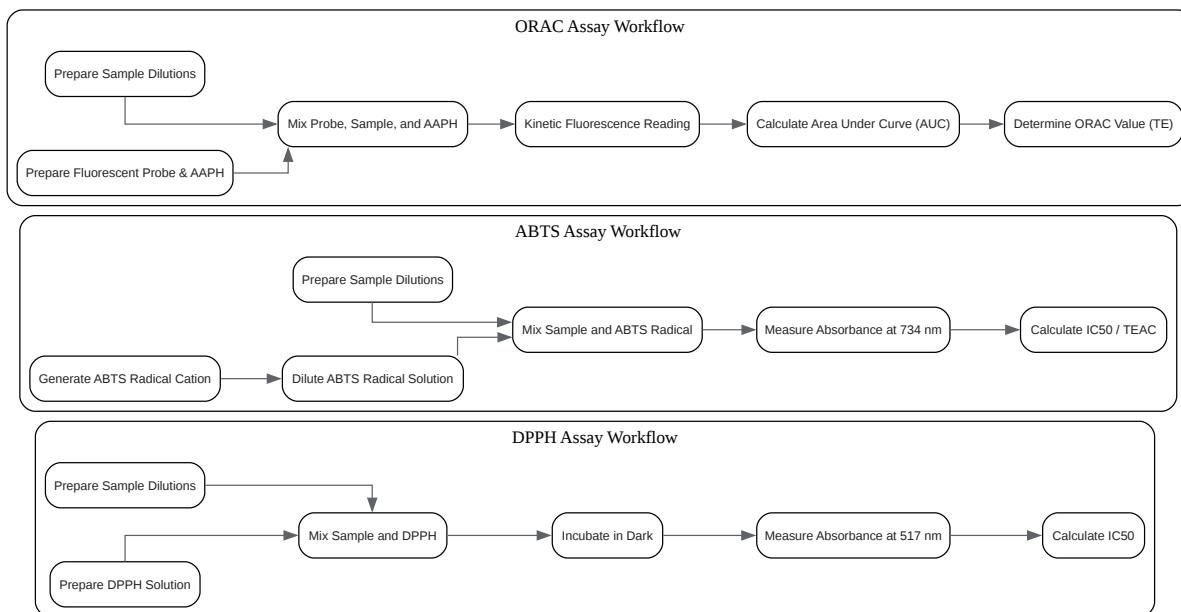 ORAC Assay Workflow
Prepare Sample Dilutions
Mix Probe, Sample, and AAPH
Kinetic Fluorescence Reading
Calculate Area Under Curve (AUC)
Determine ORAC Value (TE)
Prepare Fluorescent Probe & AAPH
ABTS Assay Workflow
Prepare Sample Dilutions
Mix Sample and ABTS Radical
Measure Absorbance at 734 nm
Calculate IC50 / TEAC
Generate ABTS Radical Cation
Dilute ABTS Radical Solution
DPPH Assay Workflow
Prepare Sample Dilutions
Mix Sample and DPPH
Incubate in Dark
Measure Absorbance at 517 nm
Calculate IC50
Prepare DPPH Solution